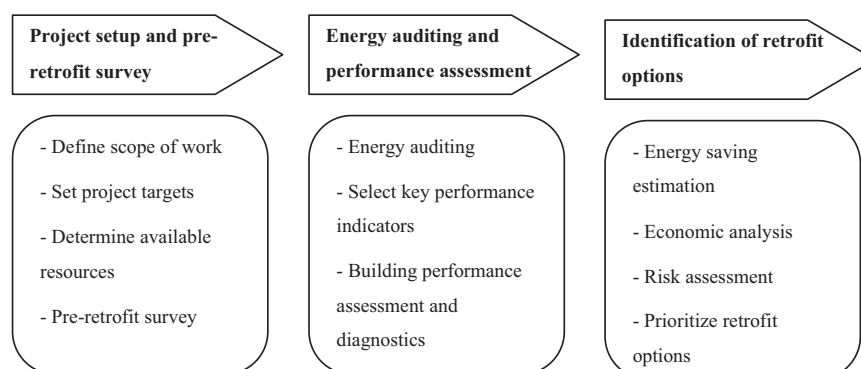 Project setup and pre-
retrofit survey
Energy auditing and
performance assessment
Identification of retrofit
options
- Define scope of work
- Set project targets
- Determine available
resources
- Pre-retrofit survey
- Energy auditing
- Select key performance
indicators
- Building performance
assessment and
diagnostics
- Energy saving
estimation
- Economic analysis
- Risk assessment
- Prioritize retrofit
options